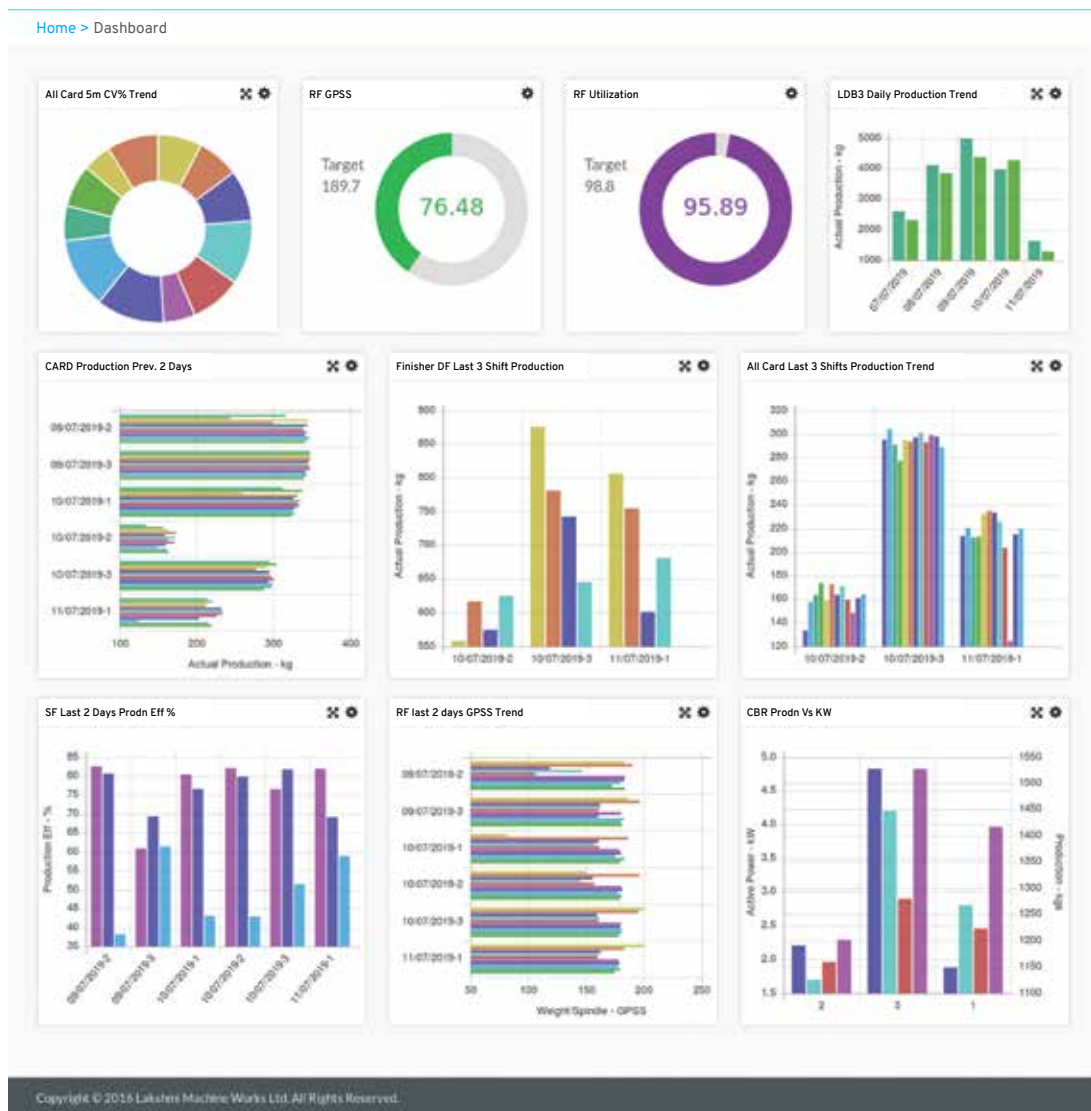 Home > Dashboard
All Card 5m CV% Trend
RF GPSS
Target
189.7
76.48
RF Utilization
Target
98.8
95.89
LDB3 Daily Production Trend
Actual Production - kg
5000
4000
3000
2000
1000
07/07/2019
08/07/2019
09/07/2019
10/07/2019
11/07/2019
CARD Production Prev. 2 Days
09/07/2019-2
09/07/2019-3
10/07/2019-1
10/07/2019-2
10/07/2019-3
11/07/2019-1
100 200 300 400
Actual Production - kg
Finisher DF Last 3 Shift Production
Actual Production - kg
900
850
800
750
700
650
600
550
10/07/2019-2 10/07/2019-3 11/07/2019-1
All Card Last 3 Shifts Production Trend
Actual Production - kg
320
300
280
260
240
220
200
180
160
140
120
10/07/2019-2 10/07/2019-3 11/07/2019-1
SF Last 2 Days Prodn Eff %
Production Eff - %
85
80
75
70
65
60
55
50
45
40
35
09/07/2019-2
09/07/2019-3
10/07/2019-1
10/07/2019-2
10/07/2019-3
11/07/2019-1
RF last 2 days GPSS Trend
09/07/2019-2
09/07/2019-3
10/07/2019-1
10/07/2019-2
10/07/2019-3
11/07/2019-1
50 100 150 200 250
Weight/Spindle - GPSS
CBR Prodn Vs KW
Active Power - kW
5.0
4.5
4.0
3.5
3.0
2.5
2.0
1.5
2 3 1
1550
1500
1450
1400
1350
1300
1250
1200
1150
1100
Production - kgs
Copyright © 2016 Lakshmi Machine Works Ltd. All Rights Reserved.